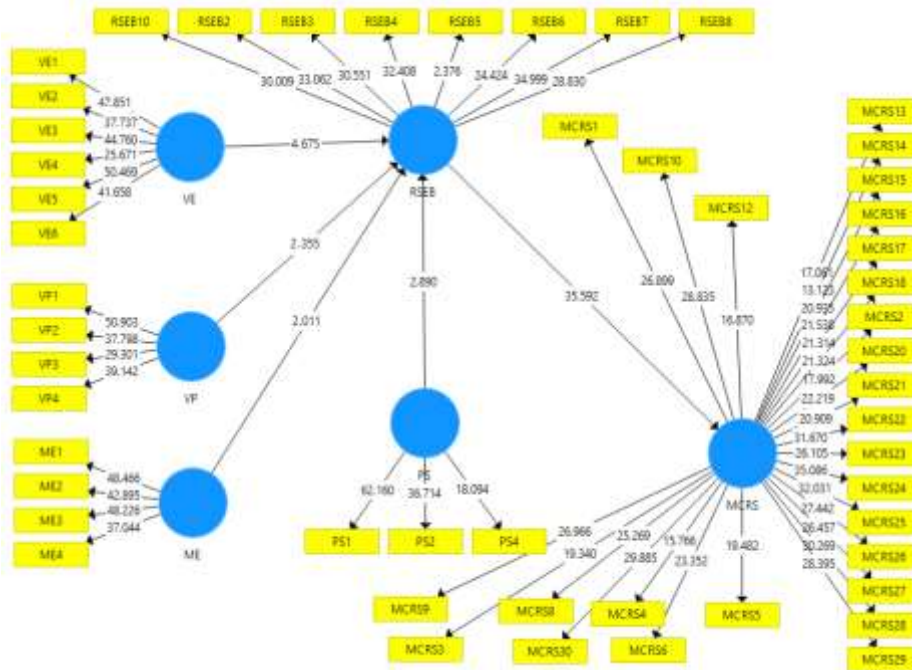 RSEB10 RSEB2 RSEB3 RSEB4 RSEB5 RSEB6 RSEB7 RSEB8
30.009 33.062 30.551 32.408 2.376 34.999 28.830
VE1
VE2
VE3
VE4
VE5
VE6
47.851
37.737
44.760
25.671
50.469
41.658
VE
4.675
RSEB
VP1
VP2
VP3
VP4
50.903
37.798
29.301
39.142
VP
2.355
ME1
ME2
ME3
ME4
48.466
42.895
48.226
37.044
ME
2.011
2.890
PS
62.160 36.714 18.094
PS1 PS2 PS4
35.592
MCRS1
MCRS10
MCRS12
26.899
28.835
16.870
MCRS
MCRS13
MCRS14
MCRS15
MCRS16
MCRS17
MCRS18
MCRS2
MCRS20
MCRS21
MCRS22
MCRS23
MCRS24
MCRS25
MCRS26
MCRS27
MCRS28
MCRS29
17.061
13.123
20.935
21.538
21.314
21.324
17.992
22.219
20.909
31.670
26.105
35.086
32.031
27.442
26.457
30.269
28.395
26.966
19.340
25.269
29.885
15.766
23.352
19.482
MCRS9 MCRS8 MCRS4 MCRS5
MCRS3 MCRS30 MCRS6